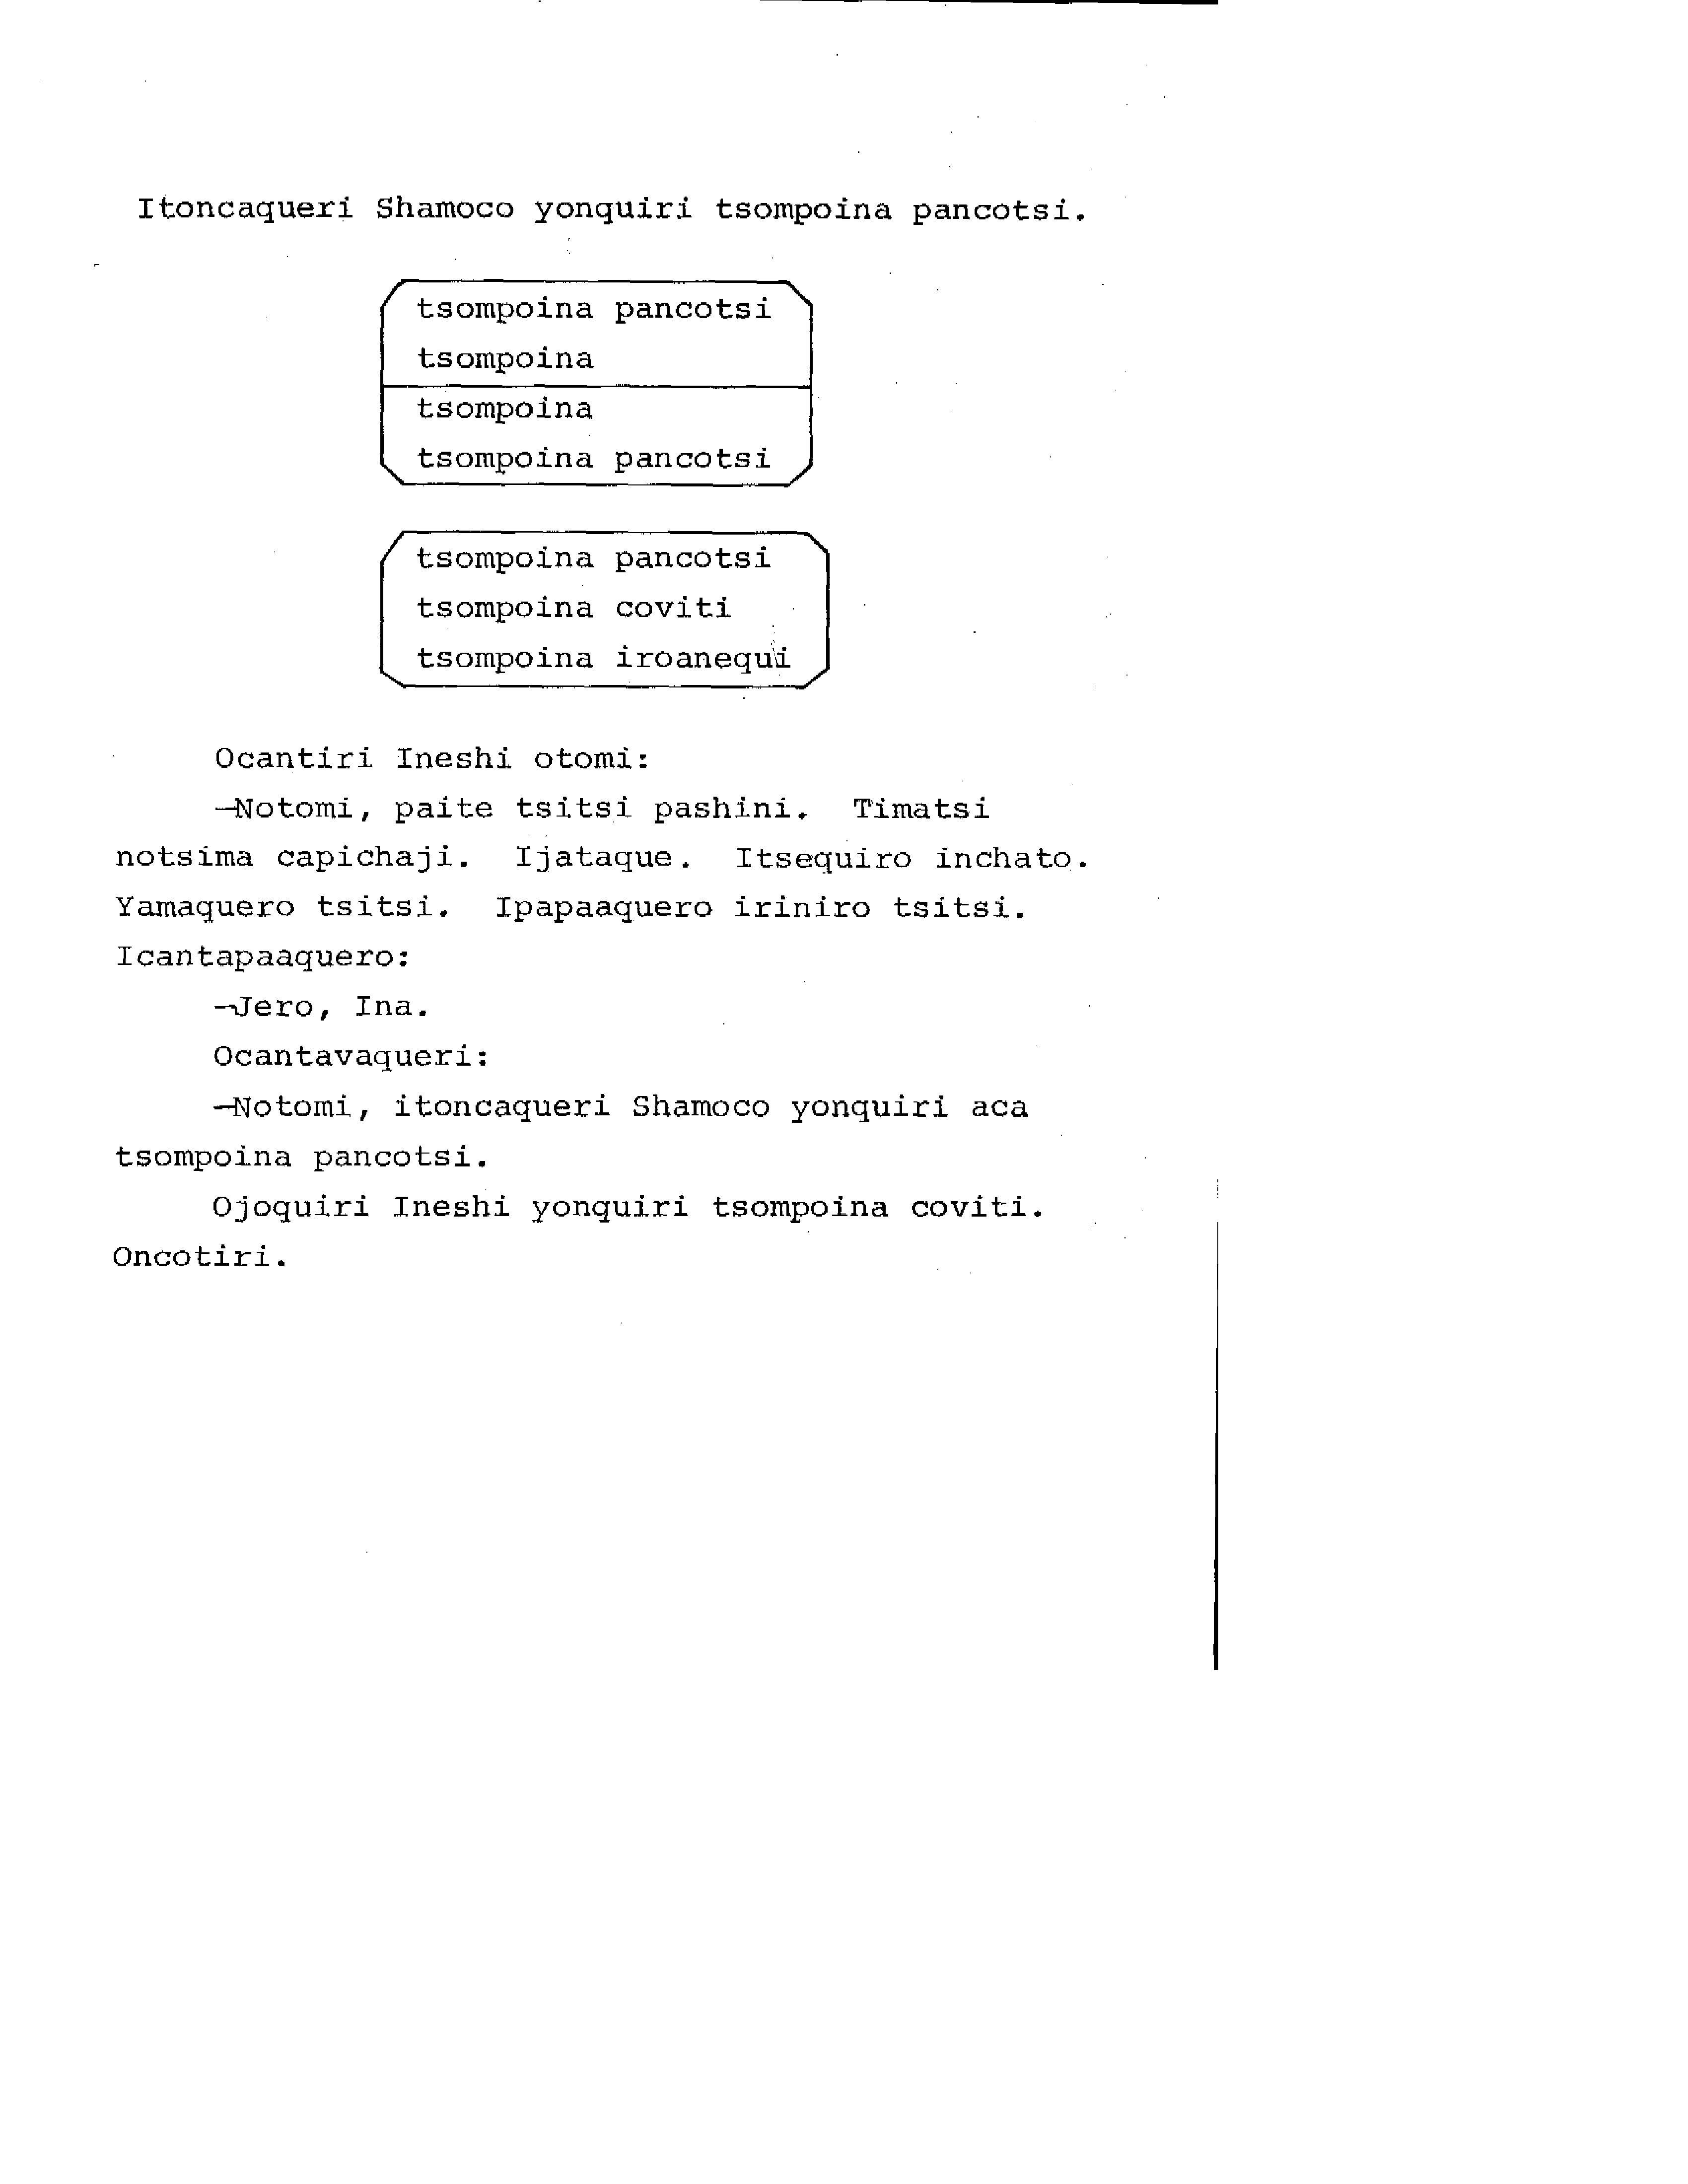 Itoncaqueri Shamoco yonquiri tsompoina pancotsi.
tsompoina pancotsi
tsompoina
tsompoina
tsompoina pancotsi
tsompoina pancotsi
tsompoina coviti
tsompoina iroanequi
Ocantiri Ineshi otomi:
—Notomi, paite tsitsi pashini. Timatsi
notsima capichaji. Ijataque. Itsequiro inchato.
Yamaquero tsitsi. Ipapaaquero iriniro tsitsi.
Icantapaaquero:
—Jero, Ina.
Ocantavaqueri:
—Notomi, itoncaqueri Shamoco yonquiri aca
tsompoina pancotsi.
Ojoquiri Ineshi yonquiri tsompoina coviti.
Oncotiri.